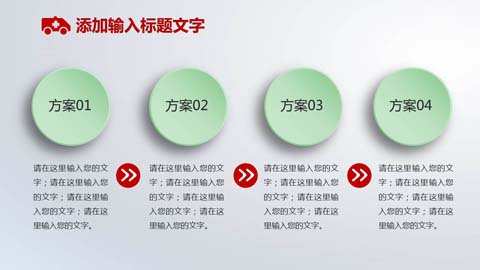 添加输入标题文字
方案01
方案02
方案03
方案04
请在这里输入您的文
字；请在这里输入您
的文字；请在这里输
入您的文字；请在这
里输入您的文字。
请在这里输入您的文
字；请在这里输入您
的文字；请在这里输
入您的文字；请在这
里输入您的文字。
请在这里输入您的文
字；请在这里输入您
的文字；请在这里输
入您的文字；请在这
里输入您的文字。
请在这里输入您的文
字；请在这里输入您
的文字；请在这里输
入您的文字；请在这
里输入您的文字。